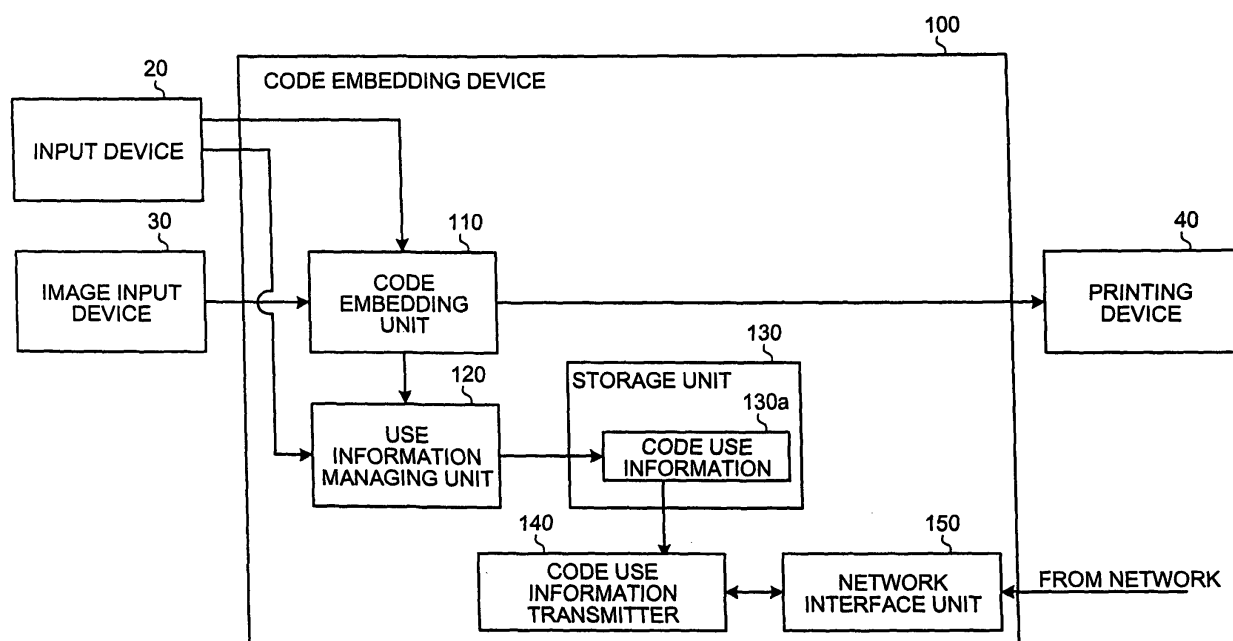 100
20
CODE EMBEDDING DEVICE
INPUT DEVICE
30
110
40
IMAGE INPUT
DEVICE
CODE
EMBEDDING
UNIT
PRINTING
DEVICE
120
130
STORAGE UNIT
130a
USE
INFORMATION
MANAGING UNIT
CODE USE
INFORMATION
140
150
CODE USE
INFORMATION
TRANSMITTER
NETWORK
INTERFACE UNIT
FROM NETWORK